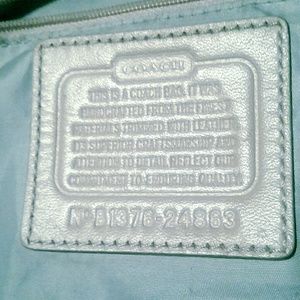 COACH
THIS IS A COACH BAG. IT WAS
HANDCRAFTED FROM THE FINEST
MATERIALS TRIMMED WITH LEATHER.
ITS SUPERIOR CRAFTSMANSHIP AND
ATTENTION TO DETAIL REFLECT OUR
COMMITMENT TO ENDURING QUALITY.
Nº B1376-24863